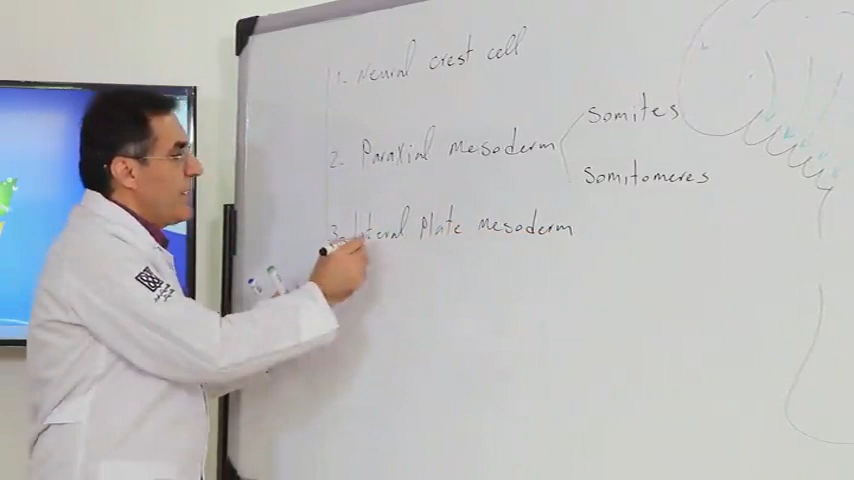 1- Neural crest cell
2- Paraxial mesoderm
somites
somitomeres
3- Lateral Plate Mesoderm